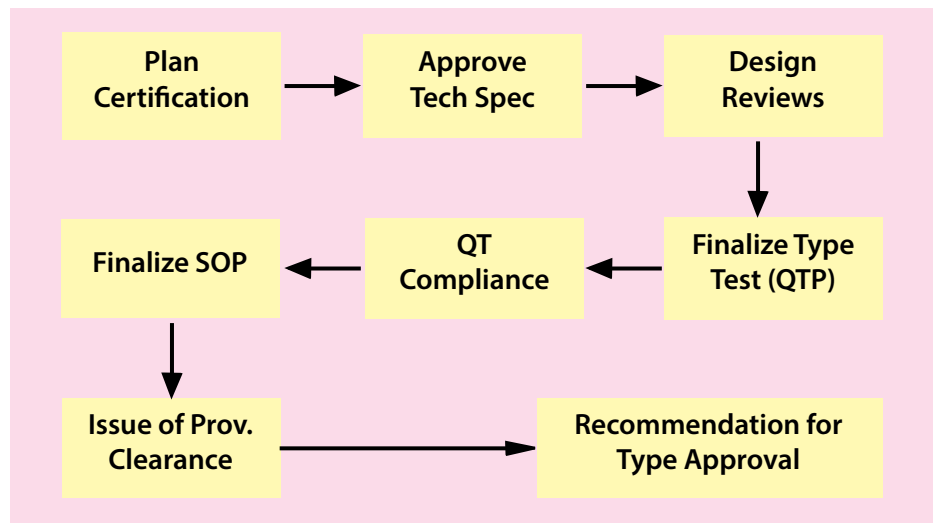 Plan
Certification
Approve
Tech Spec
Design
Reviews
Finalize Type
Test (QTP)
QT
Compliance
Finalize SOP
Issue of Prov.
Clearance
Recommendation for
Type Approval